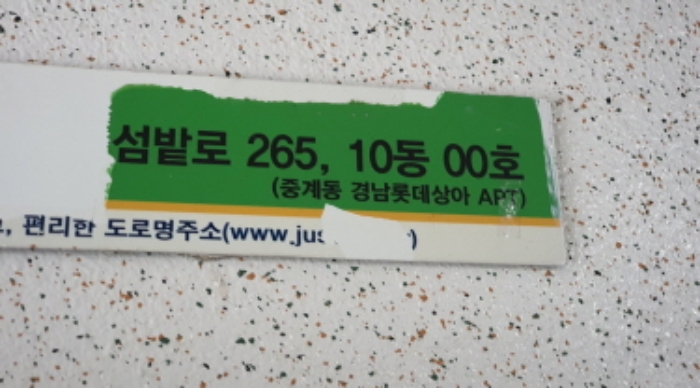 섬밭로 265, 10동 00호
(중계동 경남롯데상아 APT)
편리한 도로명주소(www.jus )